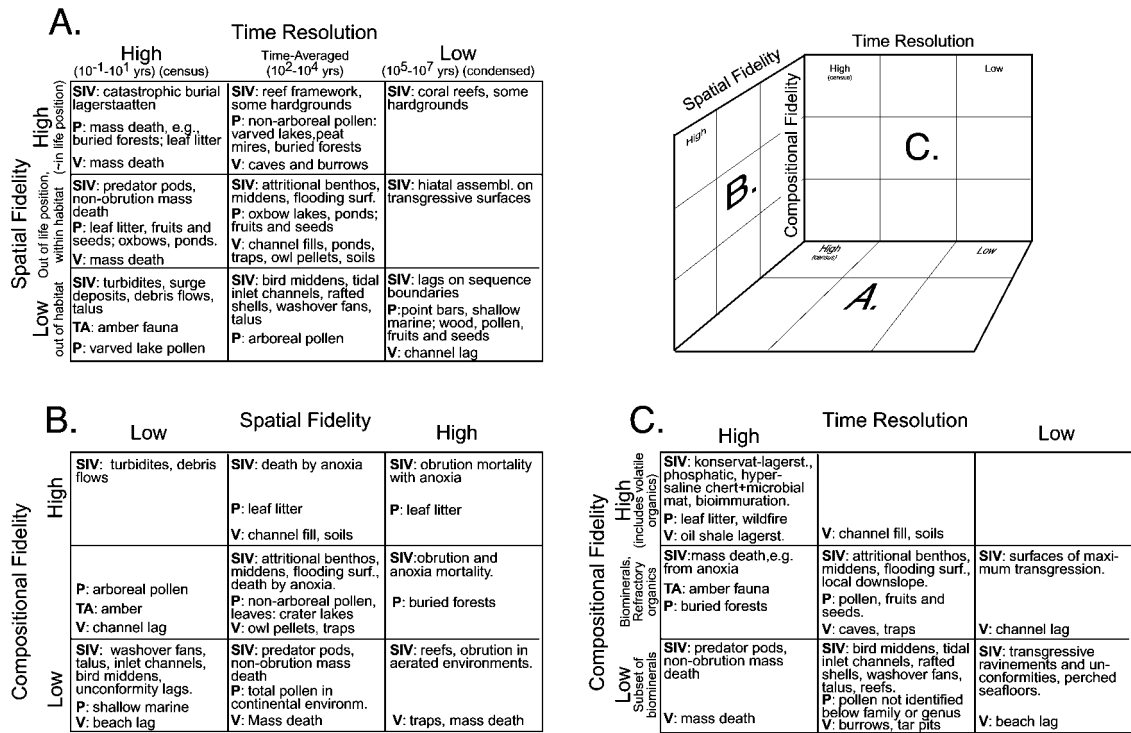 A.
Time Resolution
High
(10-1-101 yrs) (census)
Time-Averaged
(102-104 yrs)
Low
(105-107 yrs) (condensed)
Spatial Fidelity
High
(~in life position)
SIV: catastrophic burial
lagerstaatten
P: mass death, e.g.,
buried forests; leaf litter
V: mass death
SIV: reef framework,
some hardgrounds
P: non-arboreal pollen:
varved lakes,peat
mires, buried forests
V: caves and burrows
SIV: coral reefs, some
hardgrounds
Out of life position,
within habitat
SIV: predator pods,
non-obrution mass
death
P: leaf litter, fruits and
seeds; oxbows, ponds.
V: mass death
SIV: attritional benthos,
middens, flooding surf.
P: oxbow lakes, ponds;
fruits and seeds
V: channel fills, ponds,
traps, owl pellets, soils
SIV: hiatal assembl. on
transgressive surfaces
Low
out of habitat
SIV: turbidites, surge
deposits, debris flows,
talus
TA: amber fauna
P: varved lake pollen
SIV: bird middens, tidal
inlet channels, rafted
shells, washover fans,
talus
P: arboreal pollen
SIV: lags on sequence
boundaries
P:point bars, shallow
marine; wood, pollen,
fruits and seeds
V: channel lag
Time Resolution
Spatial Fidelity
Compositional Fidelity
High
(census)
Low
High
C.
B.
High
(census)
Low
A.
B.
Spatial Fidelity
Low
High
Compositional Fidelity
High
SIV: turbidites, debris
flows
SIV: death by anoxia
P: leaf litter
V: channel fill, soils
SIV: obrution mortality
with anoxia
P: leaf litter
P: arboreal pollen
TA: amber
V: channel lag
SIV: attritional benthos,
middens, flooding surf.,
death by anoxia.
P: non-arboreal pollen,
leaves: crater lakes
V: owl pellets, traps
SIV:obrution and
anoxia mortality.
P: buried forests
Low
SIV: washover fans,
talus, inlet channels,
bird middens,
unconformity lags.
P: shallow marine
V: beach lag
SIV: predator pods,
non-obrution mass
death
P: total pollen in
continental environm.
V: Mass death
SIV: reefs, obrution in
aerated environments.
V: traps, mass death
C.
Time Resolution
High
Low
Compositional Fidelity
High
(includes volatile
organics)
SIV: konservat-lagerst.,
phosphatic, hyper-
saline chert+microbial
mat, bioimmuration.
P: leaf litter, wildfire
V: oil shale lagerst.
V: channel fill, soils
Biominerals,
Refractory
organics
SIV:mass death,e.g.
from anoxia
TA: amber fauna
P: buried forests
SIV: attritional benthos,
middens, flooding surf.,
local downslope.
P: pollen, fruits and
seeds.
V: caves, traps
SIV: surfaces of maxi-
mum transgression.
V: channel lag
Low
Subset of
biominerals
SIV: predator pods,
non-obrution mass
death
V: mass death
SIV: bird middens, tidal
inlet channels, rafted
shells, washover fans,
talus, reefs.
P: pollen not identified
below family or genus
V: burrows, tar pits
SIV: transgressive
ravinements and un-
conformities, perched
seafloors.
V: beach lag